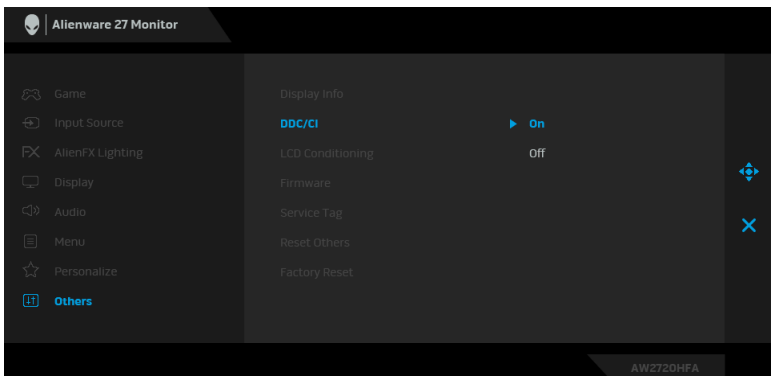 Alienware 27 Monitor
Game
Input Source
AlienFX Lighting
Display
Audio
Menu
Personalize
Others
Display Info
DDC/CI
On
LCD Conditioning
Off
Firmware
Service Tag
Reset Others
Factory Reset
AW2720HFA